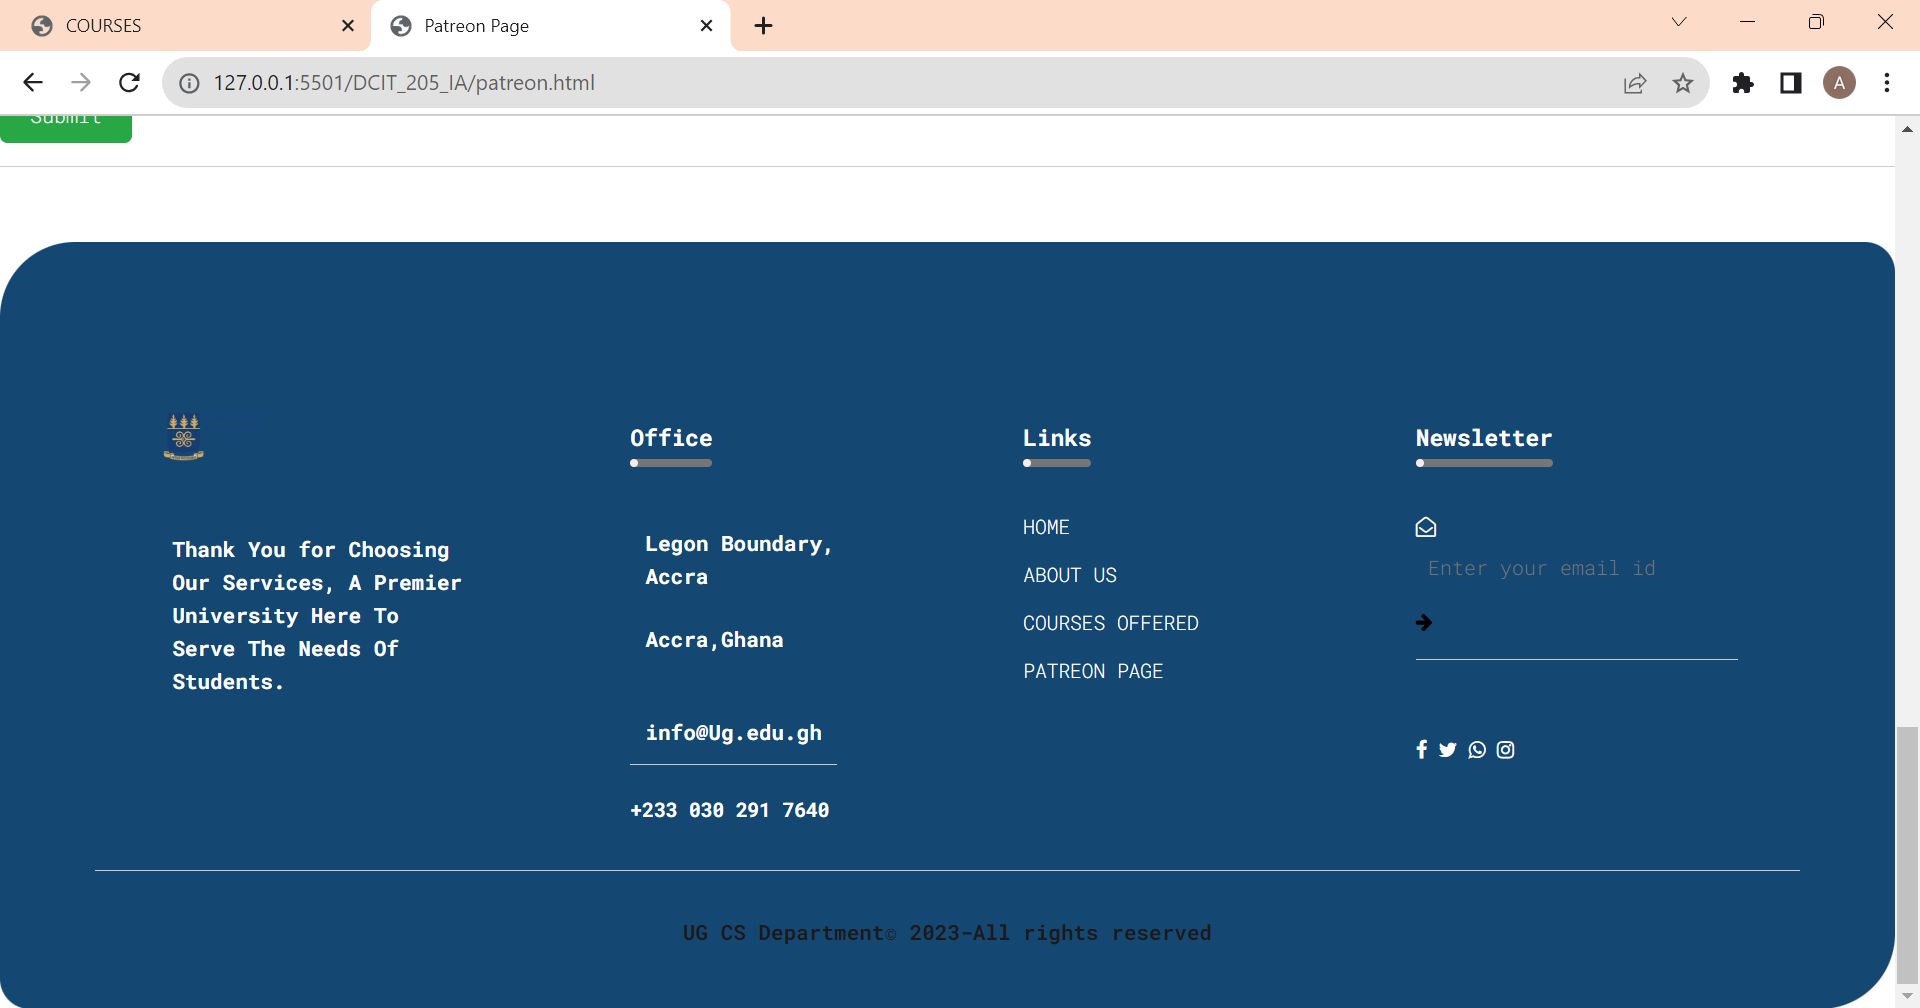 COURSES
Patreon Page
127.0.0.1:5501/DCIT_205_IA/patreon.html
A
Submit
Office
Links
Newsletter
Thank You for Choosing
Our Services, A Premier
University Here To
Serve The Needs Of
Students.
Legon Boundary,
Accra
Accra,Ghana
info@Ug.edu.gh
+233 030 291 7640
HOME
ABOUT US
COURSES OFFERED
PATREON PAGE
Enter your email id
UG CS Department© 2023-All rights reserved